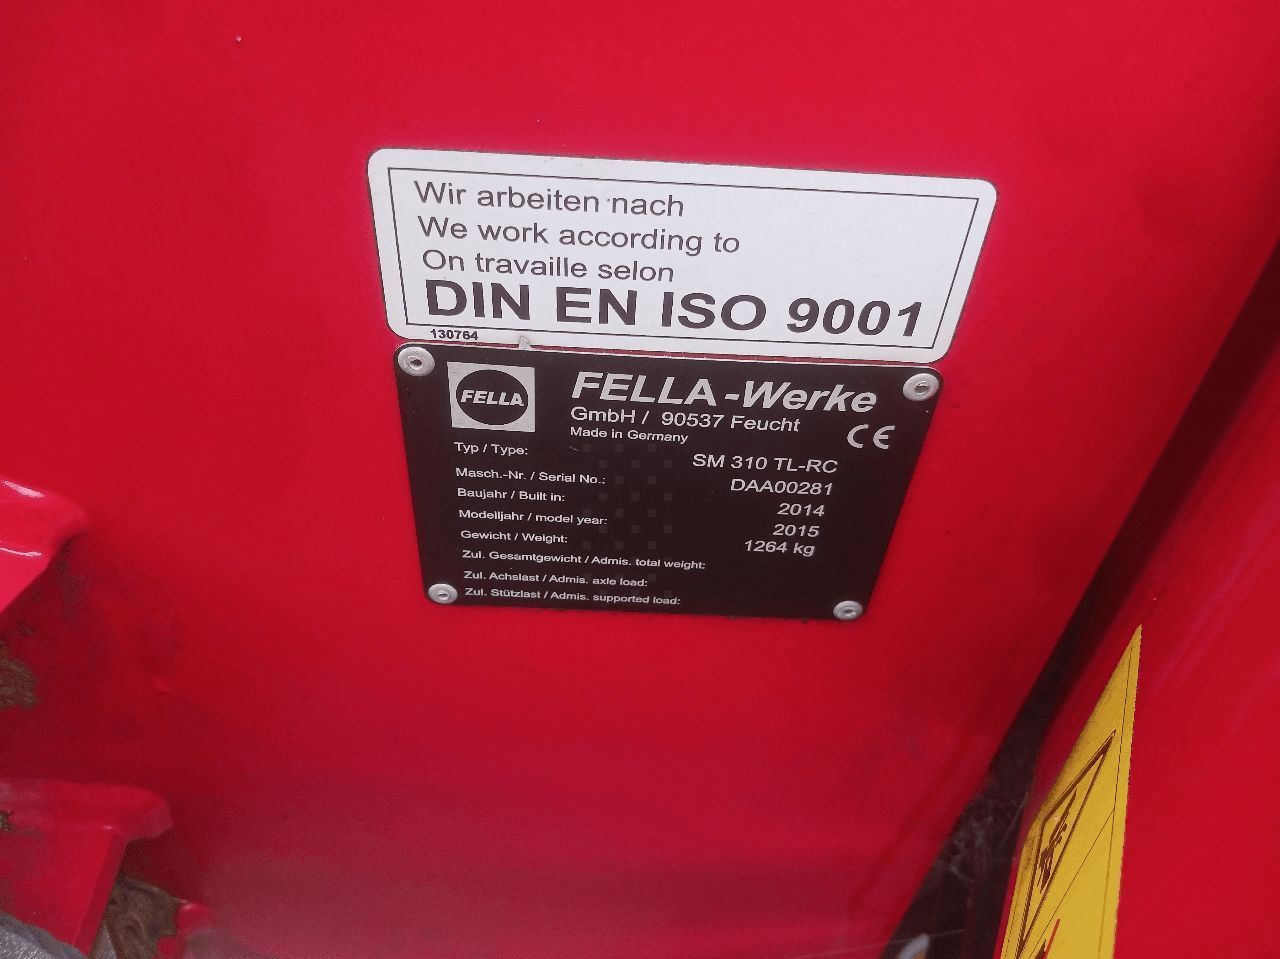 Wir arbeiten nach
We work according to
On travaille selon
DIN EN ISO 9001
130764
FELLA
FELLA-Werke
GmbH / 90537 Feucht
Made in Germany
CE
Typ / Type: SM 310 TL-RC
Masch.-Nr. / Serial No.: DAA00281
Baujahr / Built in: 2014
Modelljahr / model year: 2015
Gewicht / Weight: 1264 kg
Zul. Gesamtgewicht / Admis. total weight:
Zul. Achslast / Admis. axle load:
Zul. Stützlast / Admis. supported load: